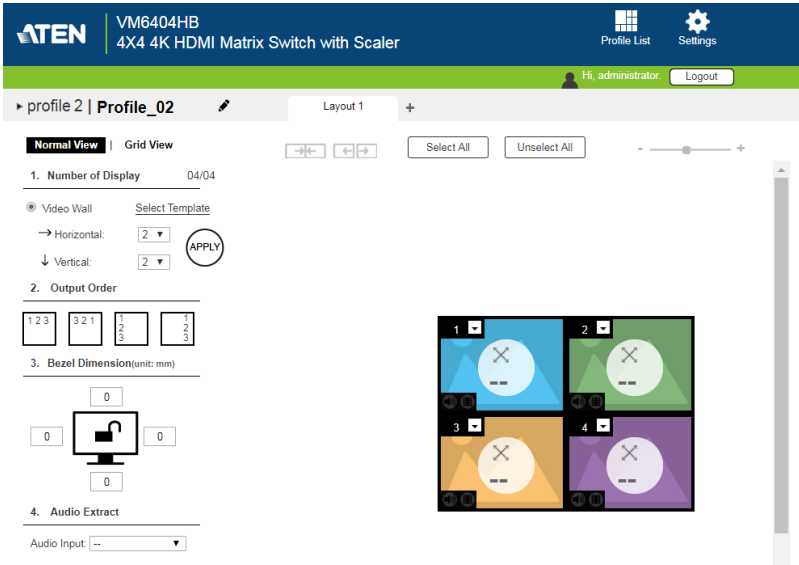 ATEN
VM6404HB
4X4 4K HDMI Matrix Switch with Scaler
Profile List
Settings
Hi, administrator.
Logout
profile 2 | Profile_02
Layout 1
+
Normal View | Grid View
Select All
Unselect All
- +
1. Number of Display 04/04
Video Wall
Select Template
Horizontal: 2
Vertical: 2
APPLY
2. Output Order
1 2 3
3 2 1
1
2
3
1
2
3
3. Bezel Dimension(unit: mm)
0
0
0
0
4. Audio Extract
Audio Input: --
1
--
2
--
3
--
4
--